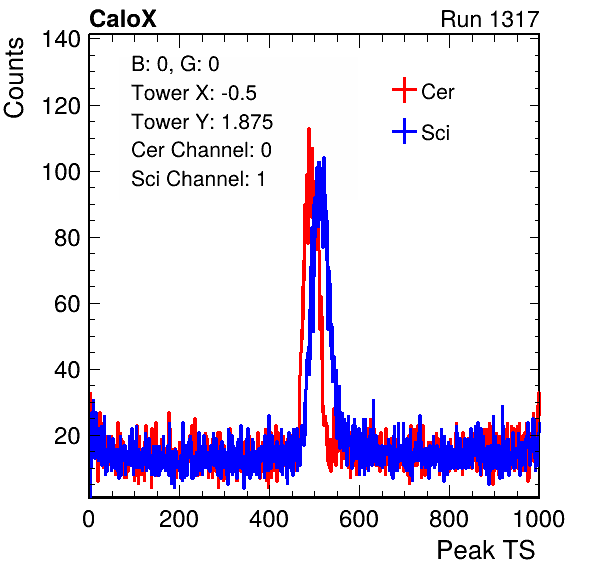 CaloX Run 1317
Counts
140
120
100
80
60
40
20
B: 0, G: 0
Tower X: -0.5
Tower Y: 1.875
Cer Channel: 0
Sci Channel: 1
Cer
Sci
0 200 400 600 800 1000
Peak TS